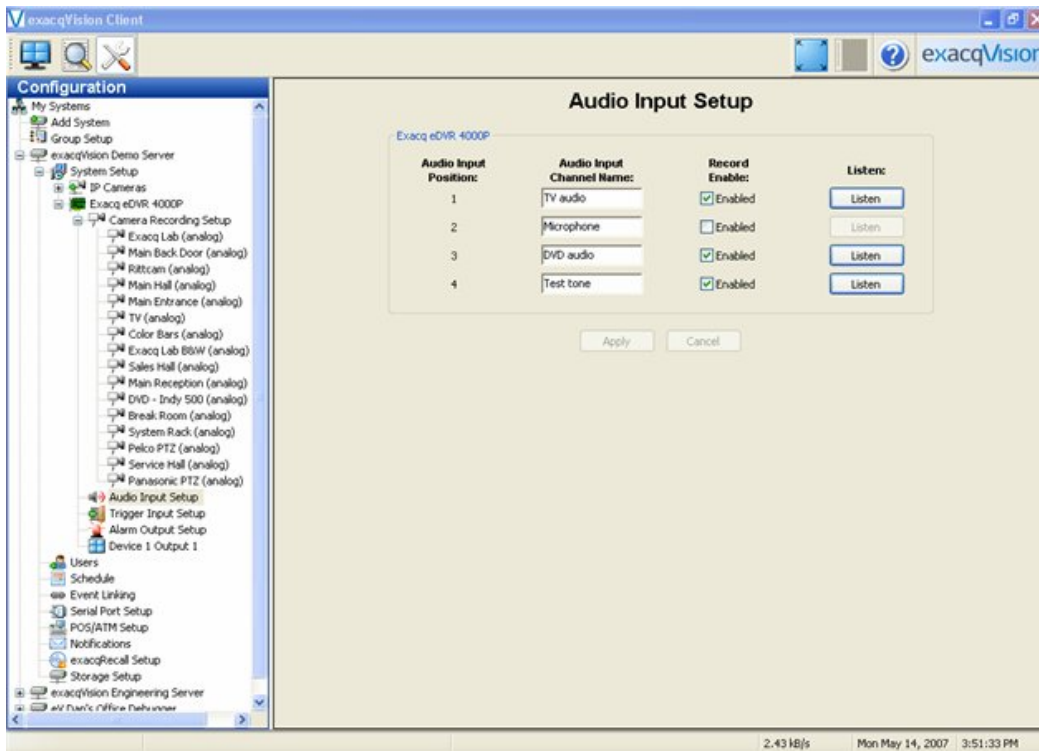 exacqVision Client
exacqVision
Configuration
My Systems
Add System
Group Setup
exacqVision Demo Server
System Setup
IP Cameras
Exacq eDVR 4000P
Camera Recording Setup
Exacq Lab (analog)
Main Back Door (analog)
Rittcam (analog)
Main Hall (analog)
Main Entrance (analog)
TV (analog)
Color Bars (analog)
Exacq Lab B&W (analog)
Sales Hall (analog)
Main Reception (analog)
DVD - Indy 500 (analog)
Break Room (analog)
System Rack (analog)
Pelco PTZ (analog)
Service Hall (analog)
Panasonic PTZ (analog)
Audio Input Setup
Trigger Input Setup
Alarm Output Setup
Device 1 Output 1
Users
Schedule
Event Linking
Serial Port Setup
POS/ATM Setup
Notifications
exacqRecall Setup
Storage Setup
exacqVision Engineering Server
eV Dan's Office Debugger
Audio Input Setup
Exacq eDVR 4000P
Audio Input Position: Audio Input Channel Name: Record Enable: Listen:
1 TV audio Enabled Listen
2 Microphone Enabled Listen
3 DVD audio Enabled Listen
4 Test tone Enabled Listen
Apply Cancel
2.43 kB/s Mon May 14, 2007 3:51:33 PM